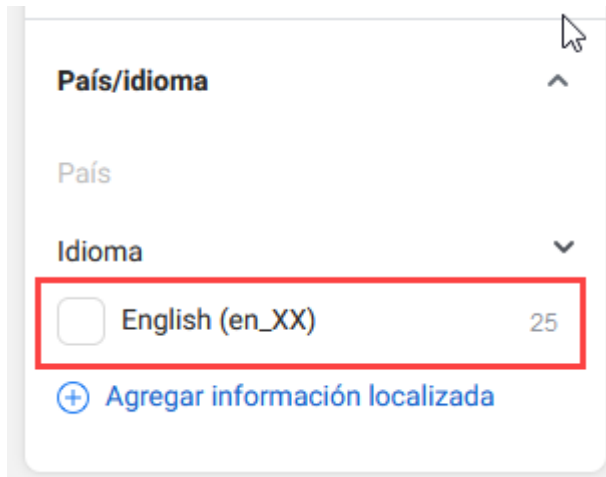 País/idioma
País
Idioma
English (en_XX) 25
Agregar información localizada